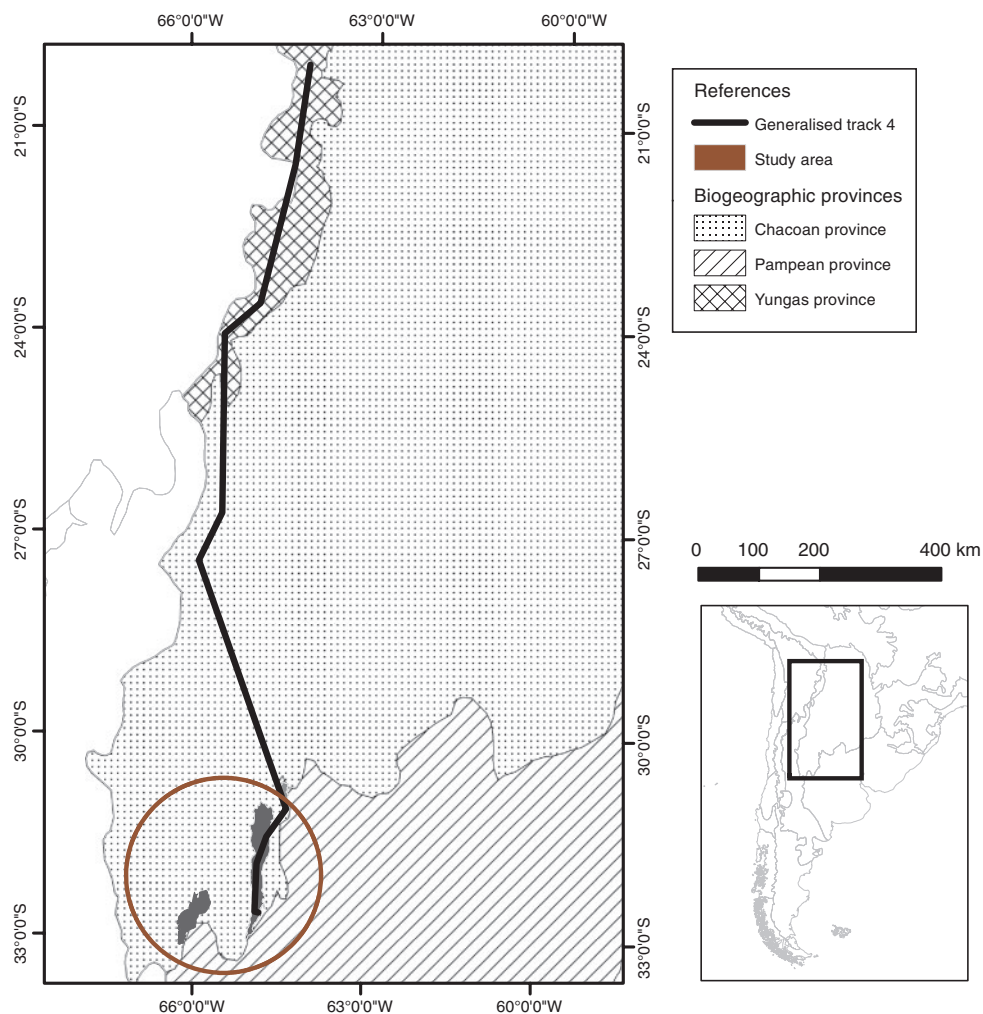 66°0'0"W 63°0'0"W 60°0'0"W
21°0'0"S
24°0'0"S
27°0'0"S
30°0'0"S
33°0'0"S
21°0'0"S
24°0'0"S
27°0'0"S
30°0'0"S
33°0'0"S
66°0'0"W 63°0'0"W 60°0'0"W
References
Generalised track 4
Study area
Biogeographic provinces
Chacoan province
Pampean province
Yungas province
0 100 200 400 km